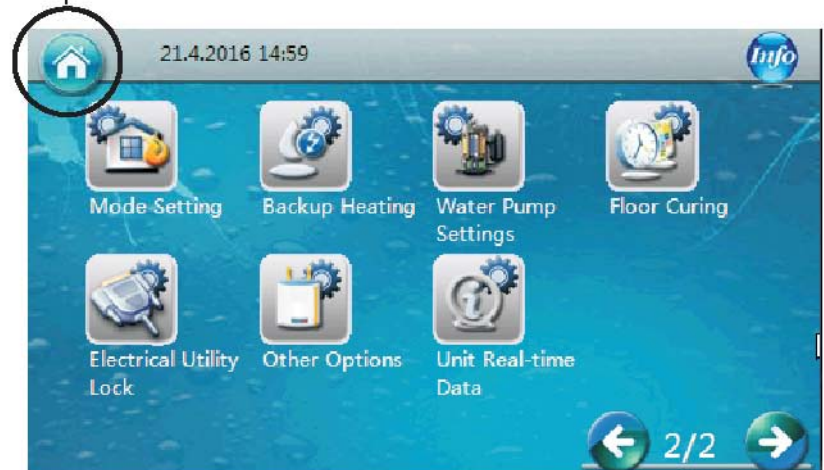 21.4.2016 14:59
Info
Mode Setting
Backup Heating
Water Pump
Settings
Floor Curing
Electrical Utility
Lock
Other Options
Unit Real-time
Data
2/2